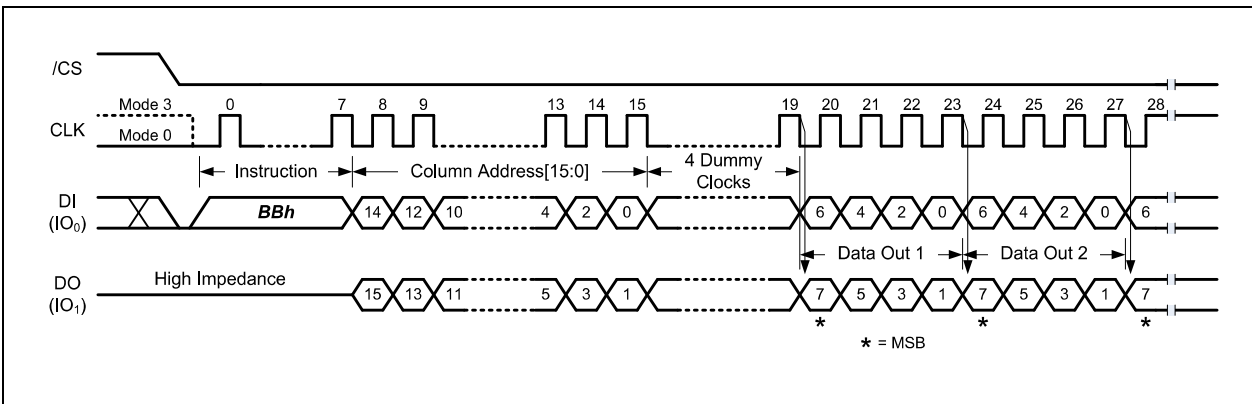 /CS
Mode 3 0 7 8 9 13 14 15 19 20 21 22 23 24 25 26 27 28
CLK
Mode 0
Instruction Column Address[15:0] 4 Dummy Clocks
DI (IO0) BBh 14 12 10 4 2 0 6 4 2 0 6 4 2 0 6
Data Out 1 Data Out 2
High Impedance
DO (IO1) 15 13 11 5 3 1 7 5 3 1 7 5 3 1 7
* * *
* = MSB